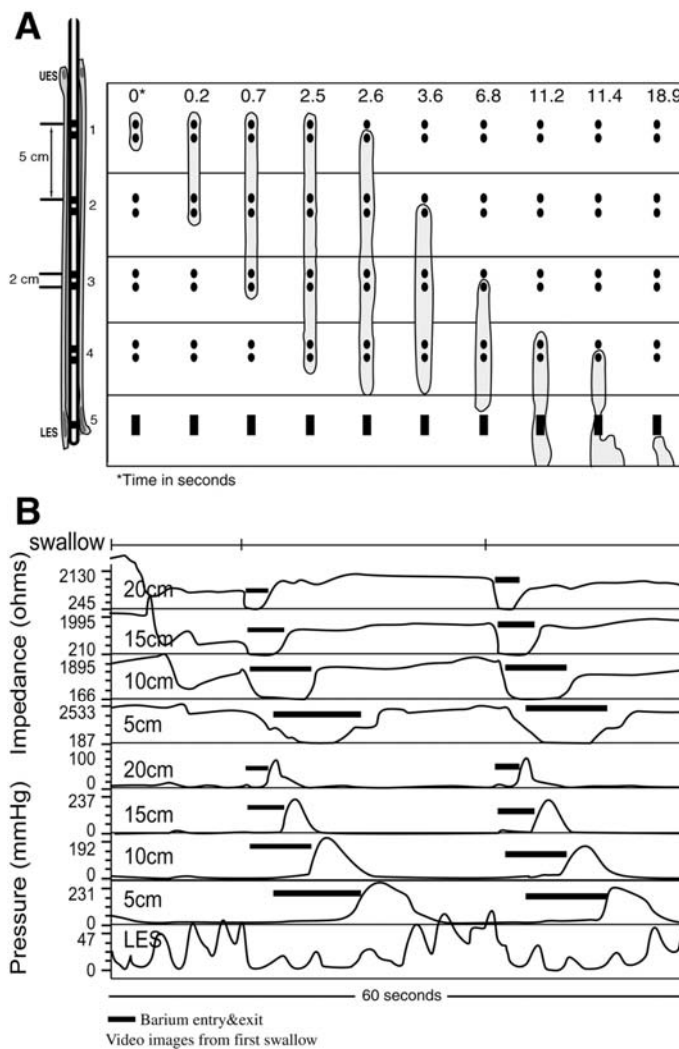 A
UES
1
5 cm
2
2 cm
3
4
5
LES
0* 0.2 0.7 2.5 2.6 3.6 6.8 11.2 11.4 18.9
*Time in seconds
B
swallow
Impedance (ohms)
2130
20cm
245
1995
15cm
210
1895
10cm
166
2533
5cm
187
Pressure (mmHg)
100
20cm
0
237
15cm
0
192
10cm
0
231
5cm
0
LES
47
0
60 seconds
Barium entry&exit
Video images from first swallow